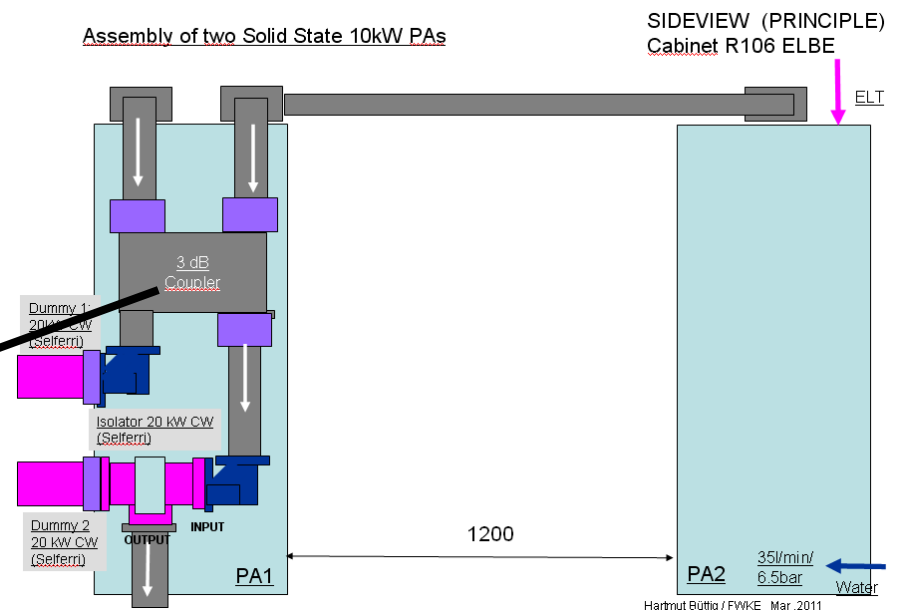 Assembly of two Solid State 10kW PAs
SIDEVIEW (PRINCIPLE)
Cabinet R106 ELBE
ELT
3 dB
Coupler
Dummy 1:
20kW CW
(Selferri)
Isolator 20 kW CW
(Selferri)
Dummy 2
20 kW CW
(Selferri)
OUTPUT
INPUT
PA1
1200
PA2
35l/min/
6.5bar
Water
Hartmut Büttig / FWKE Mar .2011